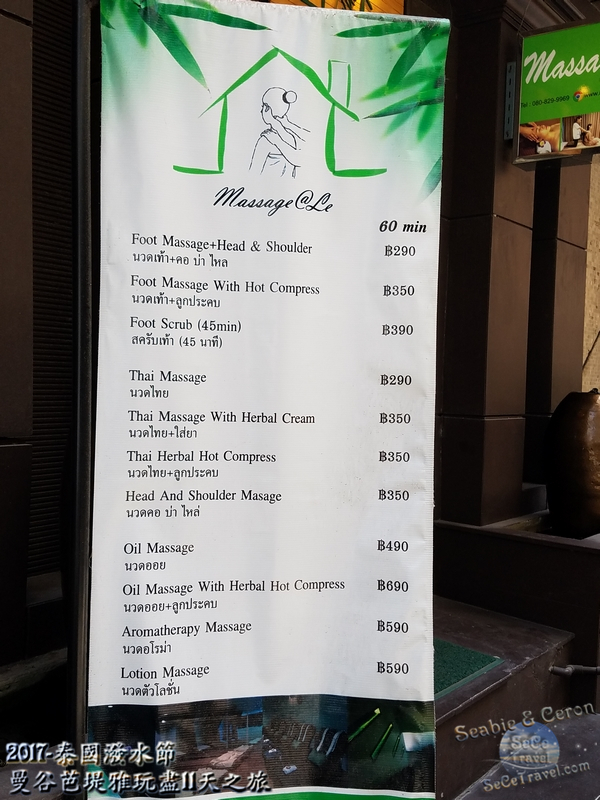 Massage@Le
60 min
Foot Massage+Head & Shoulder ฿290
นวดเท้า+คอ บ่า ไหล
Foot Massage With Hot Compress ฿350
นวดเท้า+ลูกประคบ
Foot Scrub (45min) ฿390
สครับเท้า (45 นาที)
Thai Massage ฿290
นวดไทย
Thai Massage With Herbal Cream ฿350
นวดไทย+ใส่ยา
Thai Herbal Hot Compress ฿350
นวดไทย+ลูกประคบ
Head And Shoulder Masage ฿350
นวดคอ บ่า ไหล่
Oil Massage ฿490
นวดออย
Oil Massage With Herbal Hot Compress ฿690
นวดออย+ลูกประคบ
Aromatherapy Massage ฿590
นวดอโรม่า
Lotion Massage ฿590
นวดตัวโลชั่น
Massa
Tel : 080-829-9969
2017-泰國潑水節
曼谷芭堤雅玩盡11天之旅
Seabie & Ceron
SeCe
Travel
SeCeTravel.com